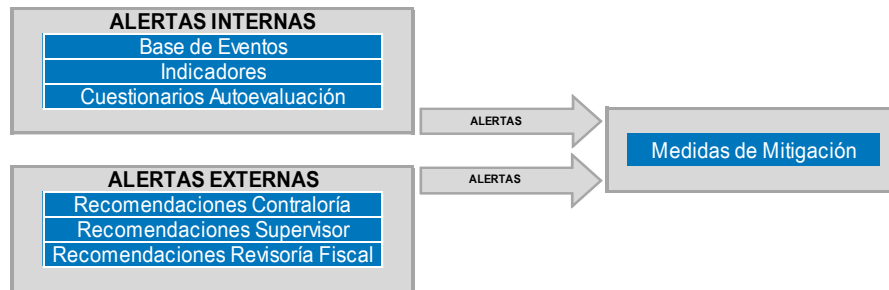 ALERTAS INTERNAS
Base de Eventos
Indicadores
Cuestionarios Autoevaluación
ALERTAS
Medidas de Mitigación
ALERTAS EXTERNAS
ALERTAS
Recomendaciones Contraloría
Recomendaciones Supervisor
Recomendaciones Revisoría Fiscal